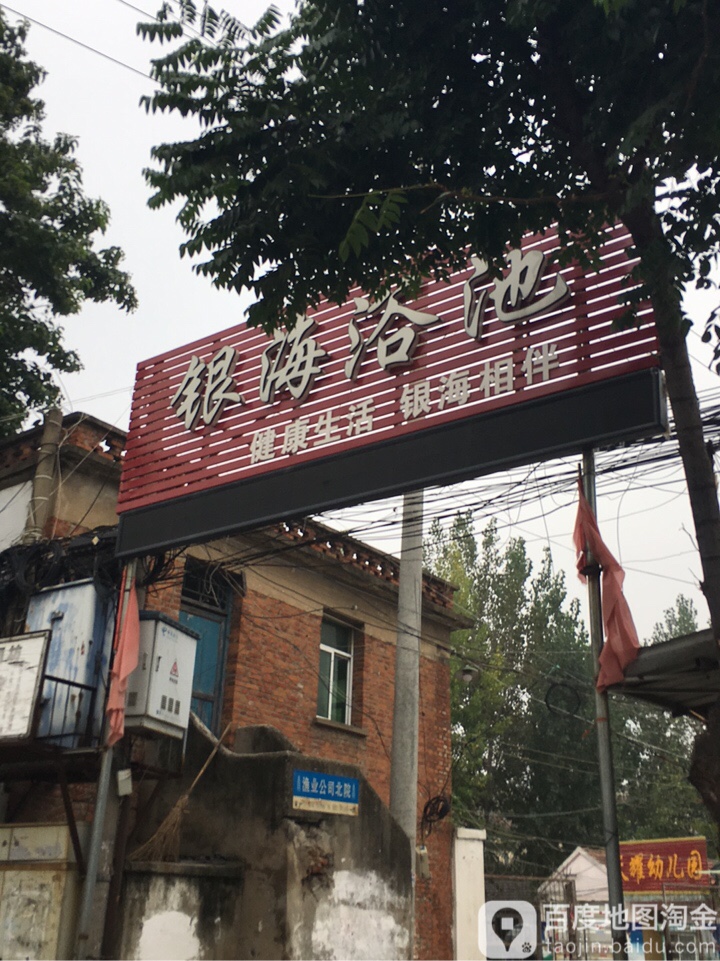 银海浴池
健康生活 银海相伴
渔业公司北院
耀幼儿园
百度地图淘金
taojin.baidu.com